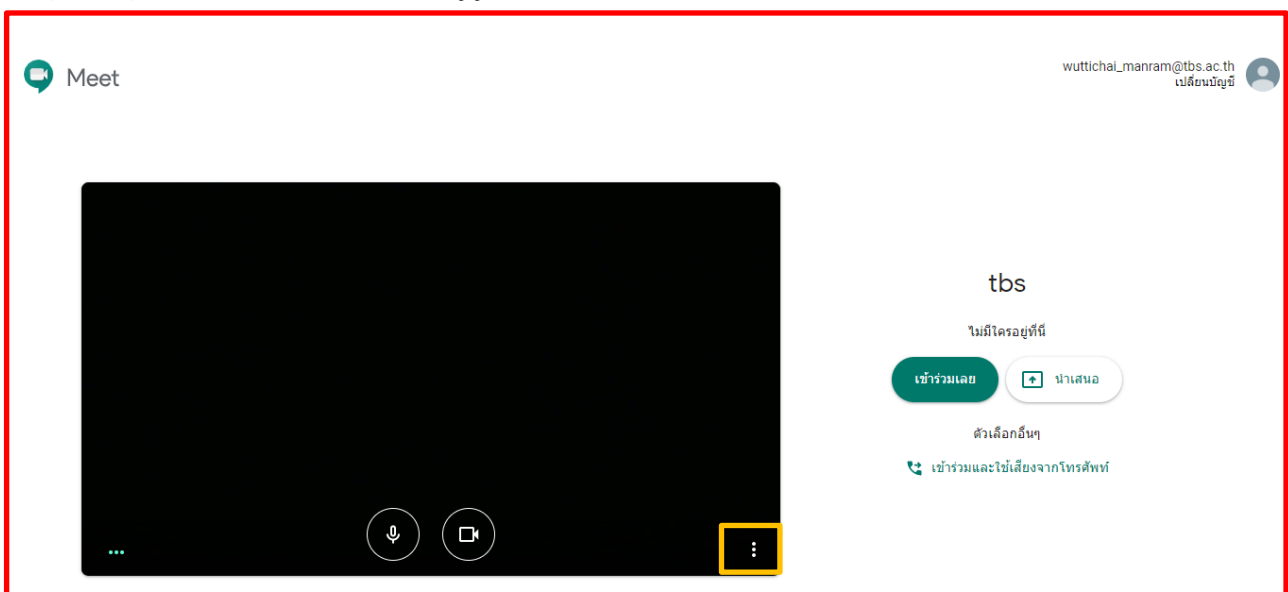 Meet
wuttichai_manram@tbs.ac.th
เปลี่ยนบัญชี
tbs
ไม่มีใครอยู่ที่นี่
เข้าร่วมเลย
นำเสนอ
ตัวเลือกอื่นๆ
เข้าร่วมและใช้เสียงจากโทรศัพท์